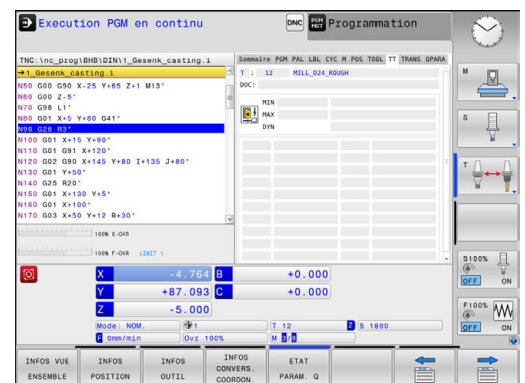 Execution PGM en continu
DNC
PGM MGT
Programmation
TNC:\nc_prog\BHB\DIN\1_Gesenk_casting.i
→1_Gesenk_casting.i
N50 G00 G90 X-25 Y+65 Z+1 M13*
N60 G00 Z-5*
N70 G98 L1*
N80 G01 X+5 Y+80 G41*
N90 G26 R3*
N100 G01 X+15 Y+90*
N110 G01 G91 X+120*
N120 G02 G90 X+145 Y+80 I+135 J+80*
N130 G01 Y+50*
N140 G25 R20*
N150 G01 X+130 Y+5*
N160 G01 X+100*
N170 G03 X+50 Y+12 R+30*
100% S-OVR
100% F-OVR LIMIT 1
Sommaire PGM PAL LBL CYC M POS TOOL TT TRANS QPARA
T : 12 MILL_D24_ROUGH
DOC:
MIN
MAX
DYN
X -4.764 B +0.000
Y +87.093 C +0.000
Z -5.000
Mode: NOM. 1 T 12 Z S 1800
F 0mm/min Ovr 100% M 5/9
M
S
T
S100%
OFF ON
F100%
OFF ON
INFOS VUE ENSEMBLE
INFOS POSITION
INFOS OUTIL
INFOS CONVERS. COORDON.
ETAT PARAM. Q